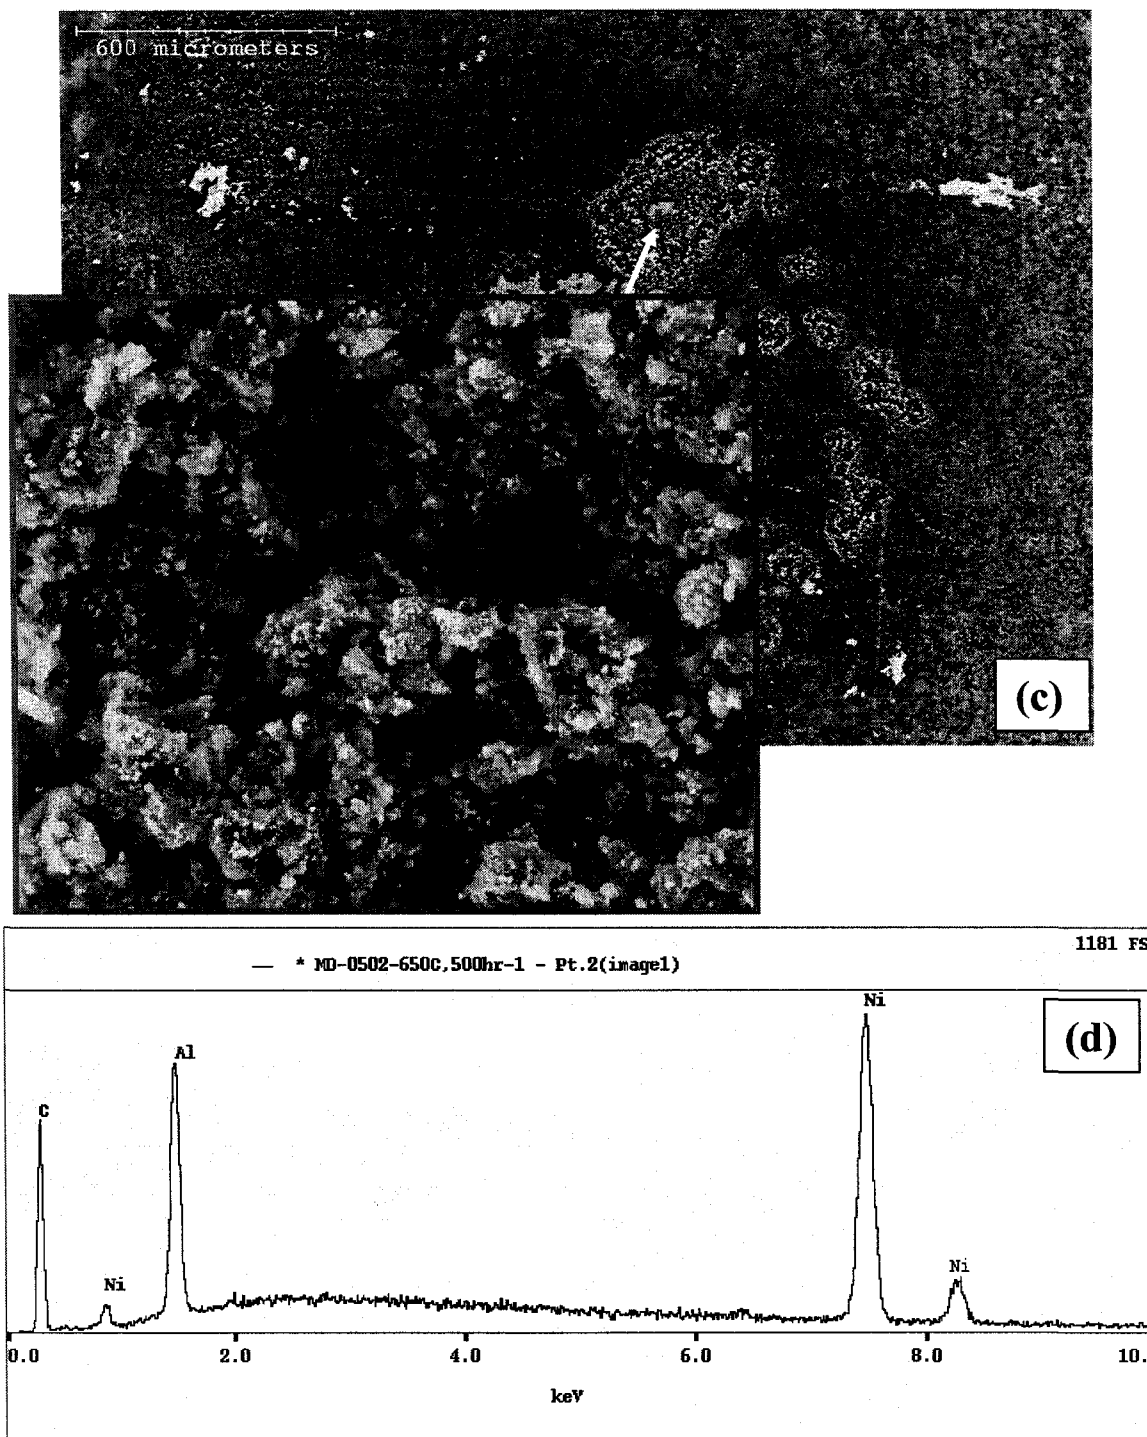 600 micrometers
(c)
1181 FS
— * MD-0502-650C,500hr-1 - Pt.2(image1)
(d)
Ni
Al
C
Ni
Ni
0.0 2.0 4.0 6.0 8.0 10.
keV